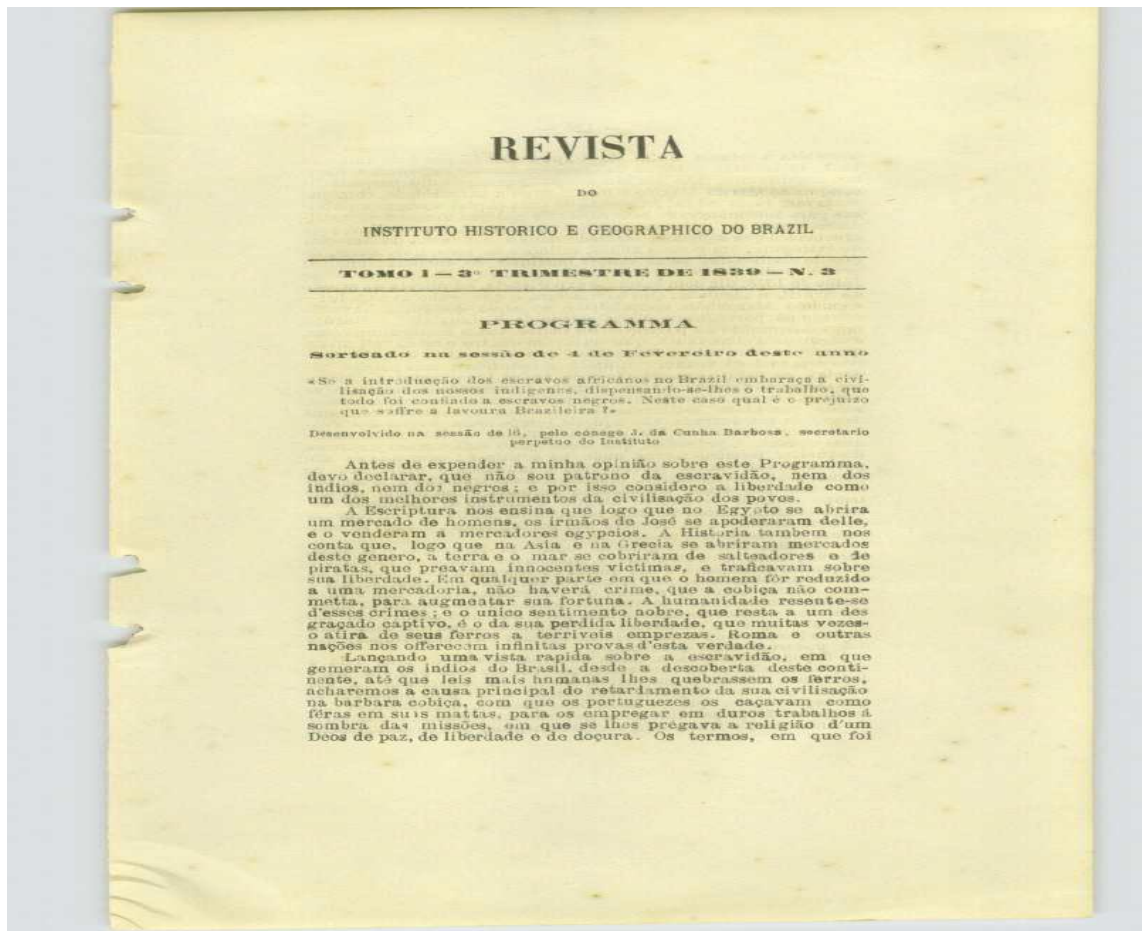 REVISTA
DO
INSTITUTO HISTORICO E GEOGRAPHICO DO BRAZIL
TOMO I — 3º TRIMESTRE DE 1839 — N. 3
PROGRAMMA
Sorteado na sessão de 4 de Fevereiro deste anno
«Se a introducção dos escravos africanos no Brazil embaraça a civi-
lisação dos nossos indigenes, dispensando-se-lhes o trabalho, que
todo foi confiado a escravos negros. Neste caso qual é o prejuizo
que soffre a lavoura Brazileira ?»
Desenvolvido na sessão de 16, pelo conego J. da Cunha Barbosa, secretario
perpetuo do Instituto
Antes de expender a minha opinião sobre este Programma,
devo declarar, que não sou patrono da escravidão, nem dos
indios, nem dos negros ; e por isso considero a liberdade como
um dos melhores instrumentos da civilisação dos povos.
A Escriptura nos ensina que logo que no Egypto se abrira
um mercado de homens, os irmãos de José se apoderaram delle,
e o venderam a mercadores egypcios. A Historia tambem nos
conta que, logo que na Asia e na Grecia se abriram mercados
deste genero, a terra e o mar se cobriram de salteadores e de
piratas, que preavam innocentes victimas, e traficavam sobre
sua liberdade. Em qualquer parte em que o homem fôr reduzido
a uma mercadoria, não haverá crime, que a cobiça não com-
metta, para augmentar sua fortuna. A humanidade resente-se
d'esses crimes ; e o unico sentimento nobre, que resta a um des
graçado captivo, é o da sua perdida liberdade, que muitas vezes-
o atira de seus ferros a terriveis emprezas. Roma e outras
nações nos offerecem infinitas provas d'esta verdade.
Lançando uma vista rapida sobre a escravidão, em que
gemeram os indios do Brasil, desde a descoberta deste conti-
nente, até que leis mais humanas lhes quebrassem os ferros,
acharemos a causa principal do retardamento da sua civilisação
na barbara cobiça, com que os portuguezes os caçavam como
féras em suas mattas, para os empregar em duros trabalhos á
sombra das missões, em que se lhes prégava a religião d'um
Deos de paz, de liberdade e de doçura. Os termos, em que foi